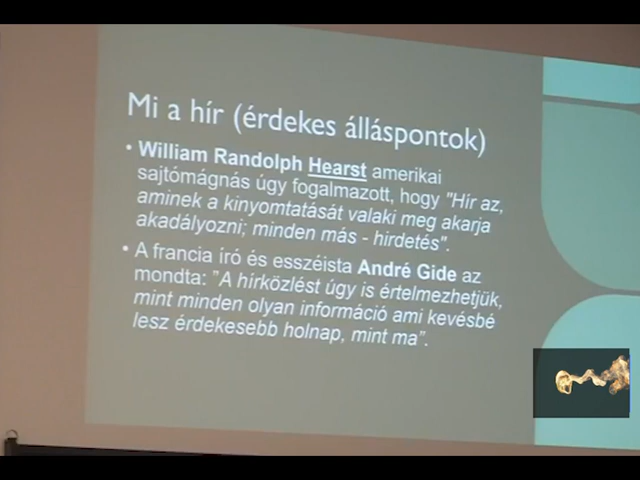 Mi a hír (érdekes álláspontok)
• William Randolph Hearst amerikai
sajtómágnás úgy fogalmazott, hogy "Hír az,
aminek a kinyomtatását valaki meg akarja
akadályozni; minden más - hirdetés".
• A francia író és esszéista André Gide az
mondta: "A hírközlést úgy is értelmezhetjük,
mint minden olyan információ ami kevésbé
lesz érdekesebb holnap, mint ma”.